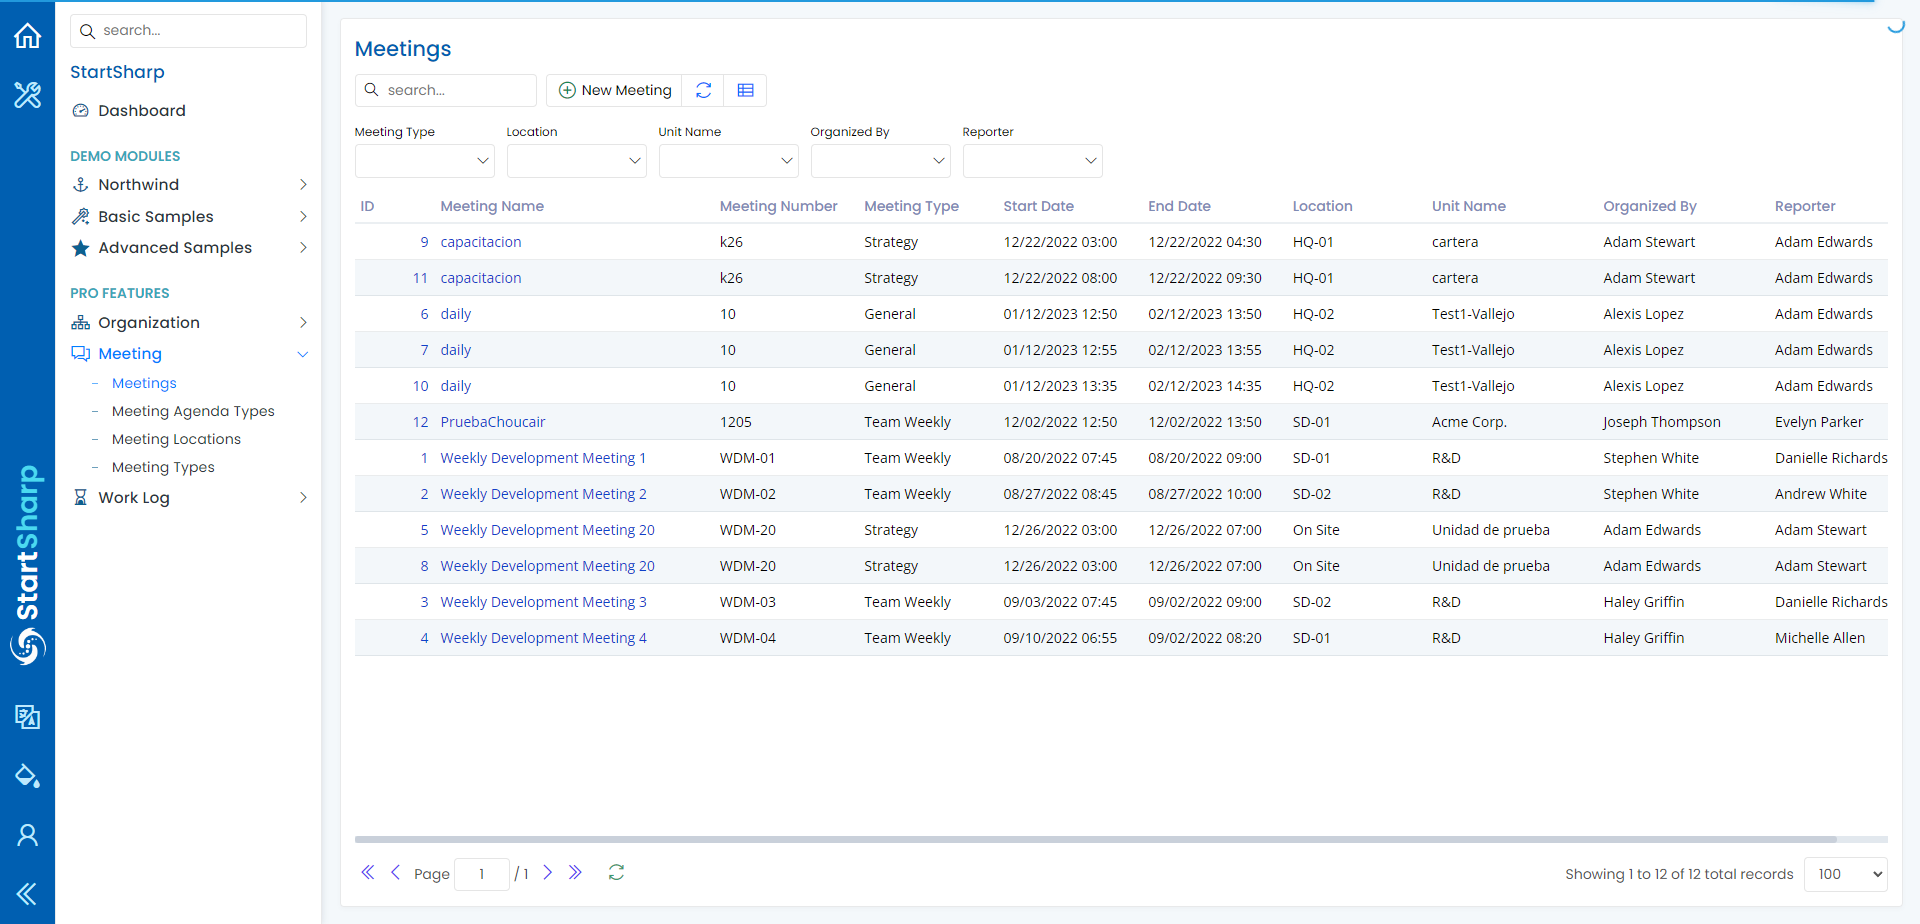 search...
StartSharp
Dashboard
DEMO MODULES
Northwind
Basic Samples
Advanced Samples
PRO FEATURES
Organization
Meeting
Meetings
Meeting Agenda Types
Meeting Locations
Meeting Types
Work Log
StartSharp
Meetings
search...
New Meeting
Meeting Type Location Unit Name Organized By Reporter
ID Meeting Name Meeting Number Meeting Type Start Date End Date Location Unit Name Organized By Reporter
9 capacitacion k26 Strategy 12/22/2022 03:00 12/22/2022 04:30 HQ-01 cartera Adam Stewart Adam Edwards
11 capacitacion k26 Strategy 12/22/2022 08:00 12/22/2022 09:30 HQ-01 cartera Adam Stewart Adam Edwards
6 daily 10 General 01/12/2023 12:50 02/12/2023 13:50 HQ-02 Test1-Vallejo Alexis Lopez Adam Edwards
7 daily 10 General 01/12/2023 12:55 02/12/2023 13:55 HQ-02 Test1-Vallejo Alexis Lopez Adam Edwards
10 daily 10 General 01/12/2023 13:35 02/12/2023 14:35 HQ-02 Test1-Vallejo Alexis Lopez Adam Edwards
12 PruebaChoucair 1205 Team Weekly 12/02/2022 12:50 12/02/2022 13:50 SD-01 Acme Corp. Joseph Thompson Evelyn Parker
1 Weekly Development Meeting 1 WDM-01 Team Weekly 08/20/2022 07:45 08/20/2022 09:00 SD-01 R&D Stephen White Danielle Richards
2 Weekly Development Meeting 2 WDM-02 Team Weekly 08/27/2022 08:45 08/27/2022 10:00 SD-02 R&D Stephen White Andrew White
5 Weekly Development Meeting 20 WDM-20 Strategy 12/26/2022 03:00 12/26/2022 07:00 On Site Unidad de prueba Adam Edwards Adam Stewart
8 Weekly Development Meeting 20 WDM-20 Strategy 12/26/2022 03:00 12/26/2022 07:00 On Site Unidad de prueba Adam Edwards Adam Stewart
3 Weekly Development Meeting 3 WDM-03 Team Weekly 09/03/2022 07:45 09/02/2022 09:00 SD-02 R&D Haley Griffin Danielle Richards
4 Weekly Development Meeting 4 WDM-04 Team Weekly 09/10/2022 06:55 09/02/2022 08:20 SD-01 R&D Haley Griffin Michelle Allen
Page 1 / 1
Showing 1 to 12 of 12 total records 100